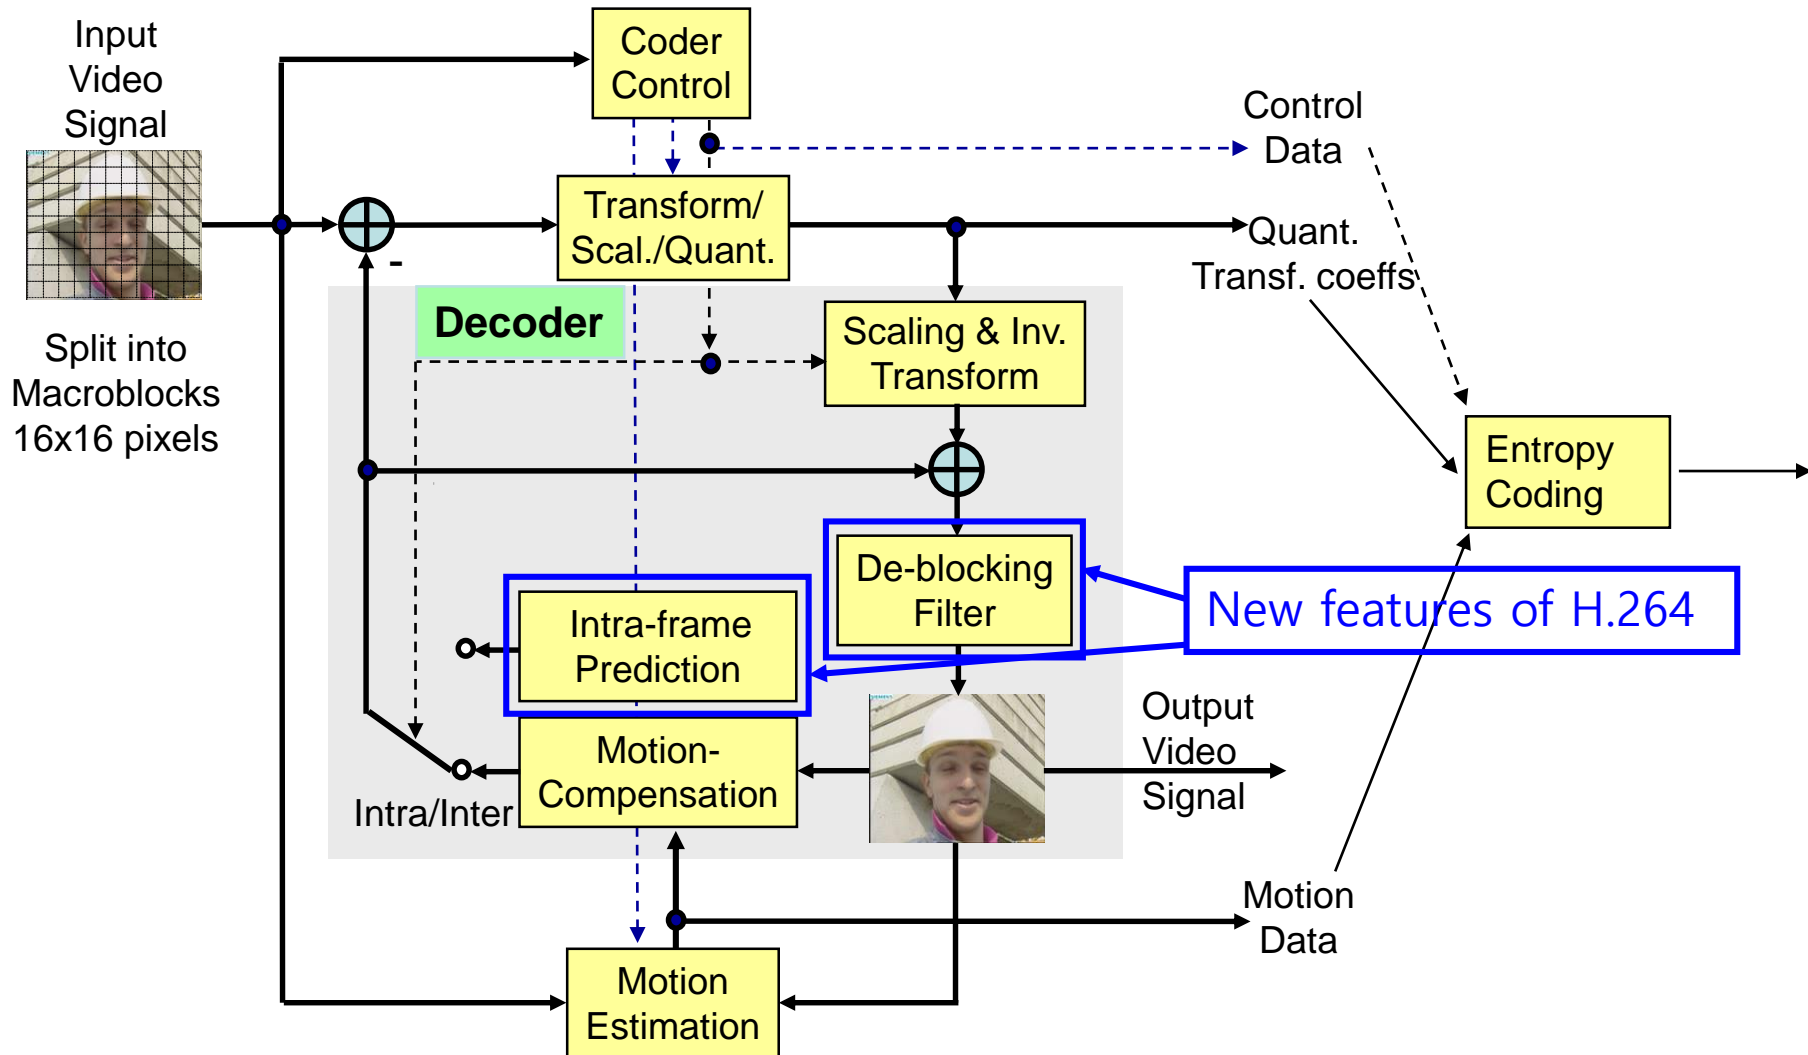 Input
Video
Signal
Coder
Control
Control
Data
Transform/
Scal./Quant.
-
Quant.
Transf. coeffs
Decoder
Scaling & Inv.
Transform
Split into
Macroblocks
16x16 pixels
Entropy
Coding
De-blocking
Filter
New features of H.264
Intra-frame
Prediction
Output
Video
Signal
Motion-
Compensation
Intra/Inter
Motion
Data
Motion
Estimation